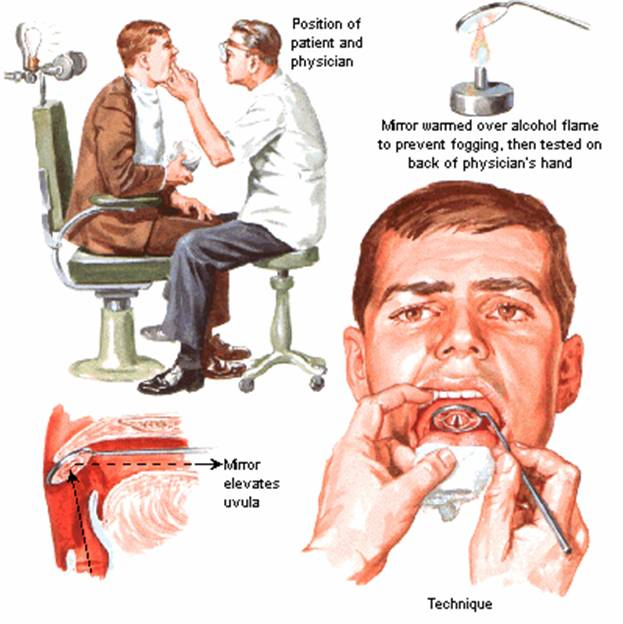 Position of
patient and
physician
Mirror warmed over alcohol flame
to prevent fogging, then tested on
back of physician's hand
Mirror
elevates
uvula
Technique